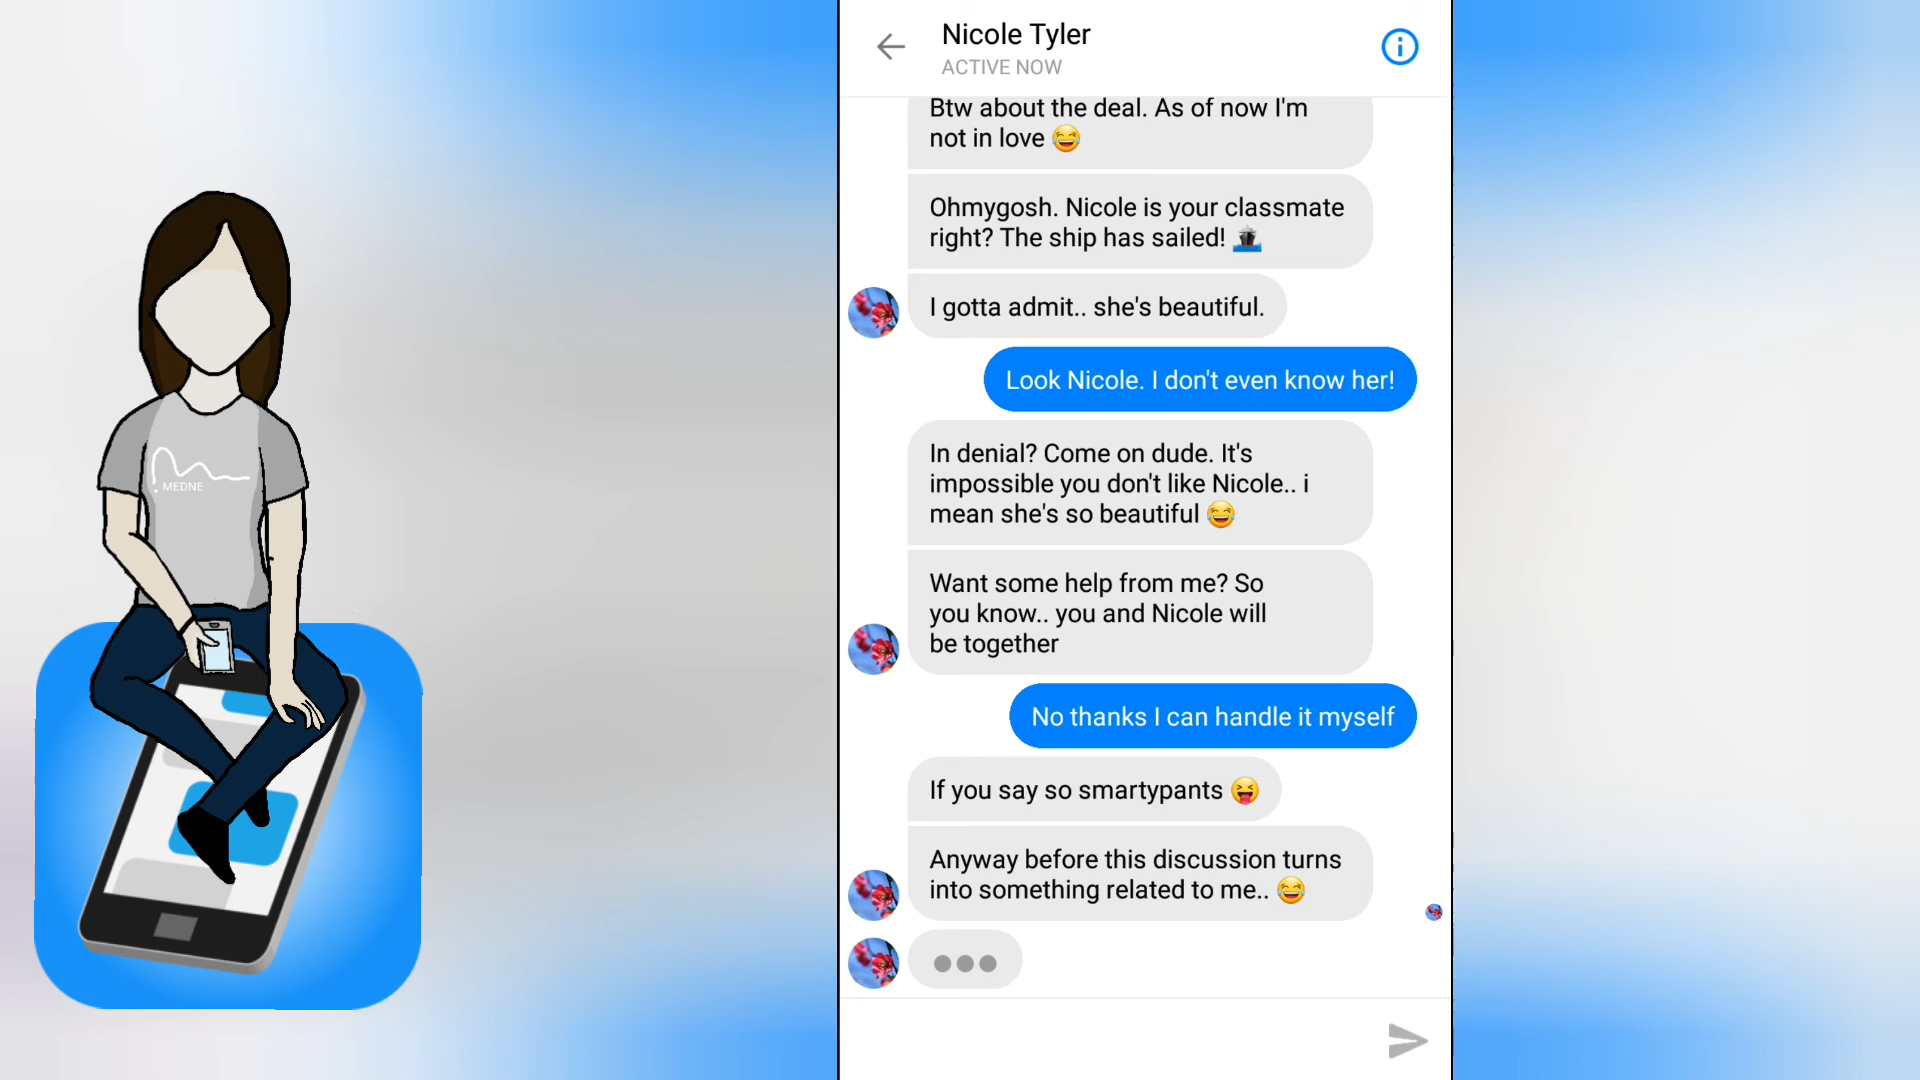 Nicole Tyler
ACTIVE NOW
Btw about the deal. As of now I'm
not in love 😂
Ohmygosh. Nicole is your classmate
right? The ship has sailed! 🛳
I gotta admit.. she's beautiful.
Look Nicole. I don't even know her!
In denial? Come on dude. It's
impossible you don't like Nicole.. i
mean she's so beautiful 😂
Want some help from me? So
you know.. you and Nicole will
be together
No thanks I can handle it myself
If you say so smartypants 😝
Anyway before this discussion turns
into something related to me.. 😂
MEDNE